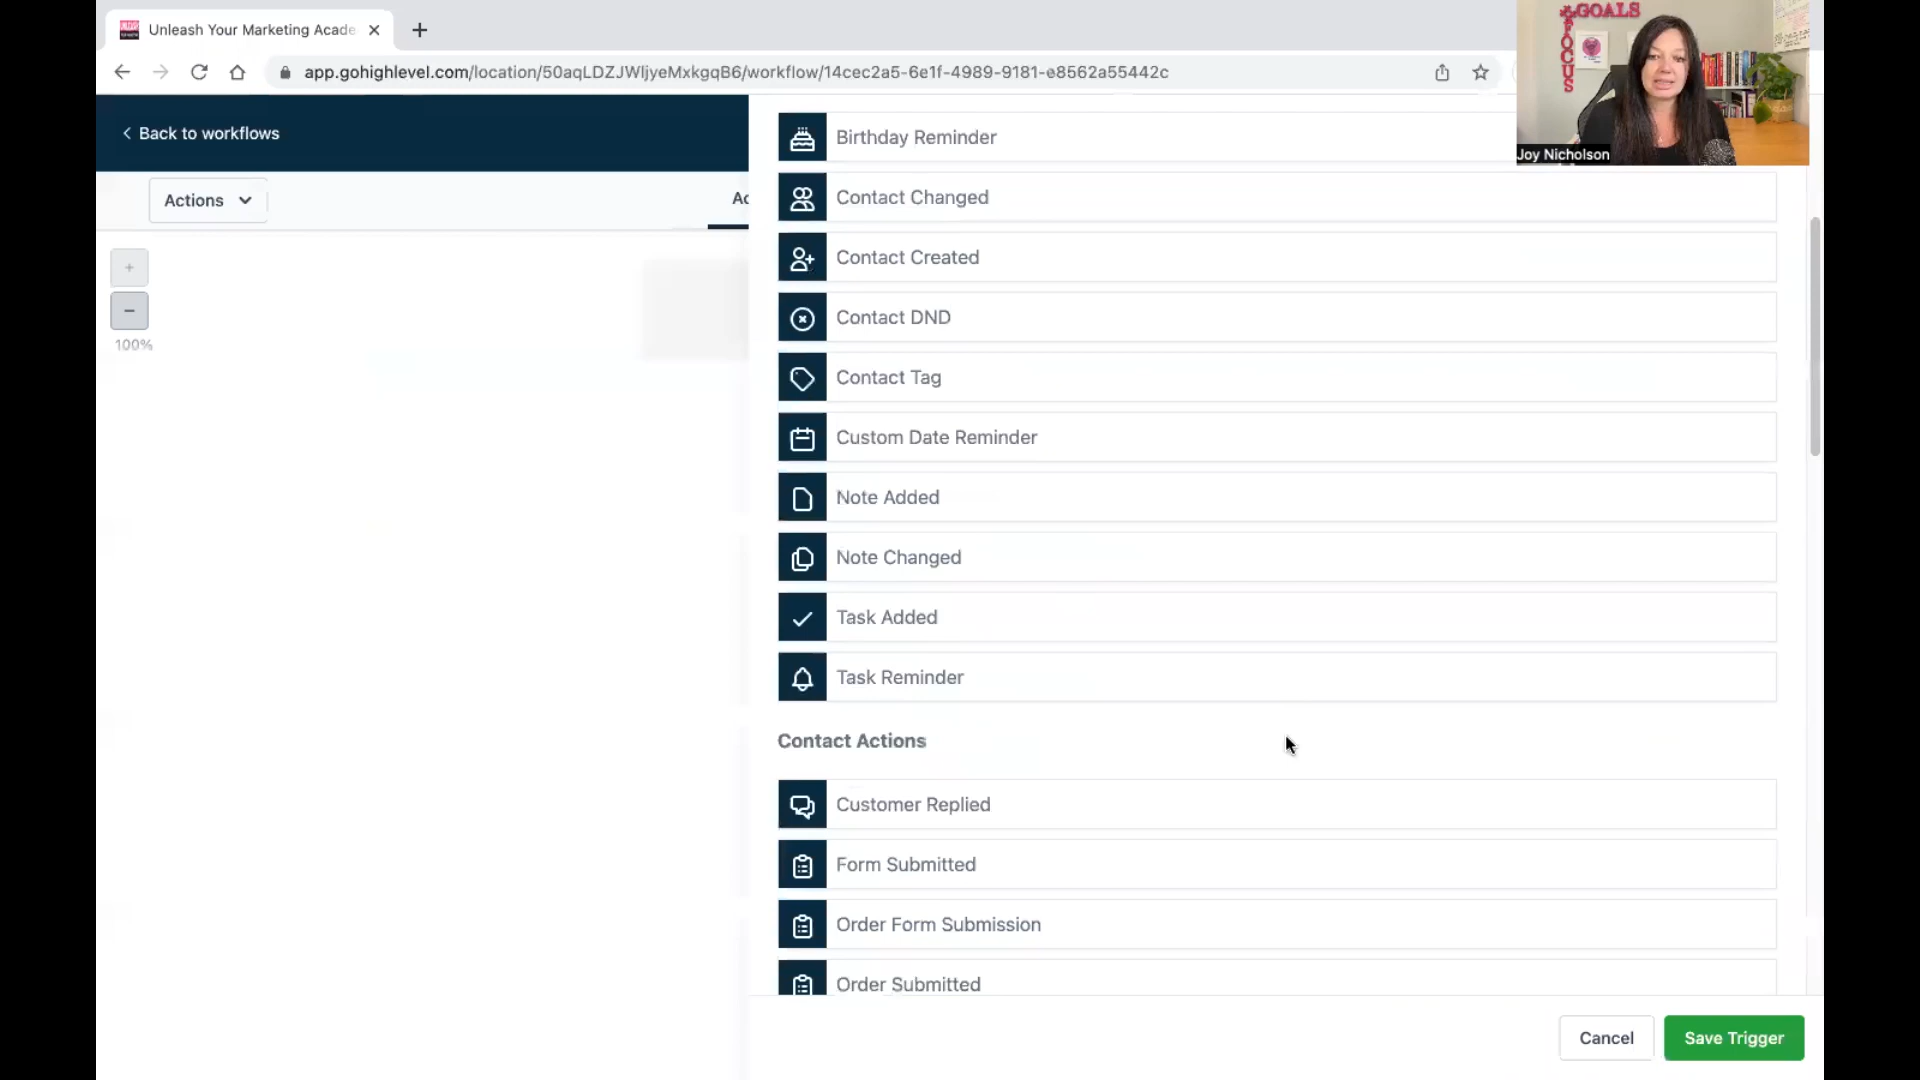 Unleash Your Marketing Acade
app.gohighlevel.com/location/50aqLDZJWljyeMxkgqB6/workflow/14cec2a5-6e1f-4989-9181-e8562a55442c
GOALS
FOCUS
Joy Nicholson
Back to workflows
Actions
Ac
+
−
100%
Birthday Reminder
Contact Changed
Contact Created
Contact DND
Contact Tag
Custom Date Reminder
Note Added
Note Changed
Task Added
Task Reminder
Contact Actions
Customer Replied
Form Submitted
Order Form Submission
Order Submitted
Cancel
Save Trigger